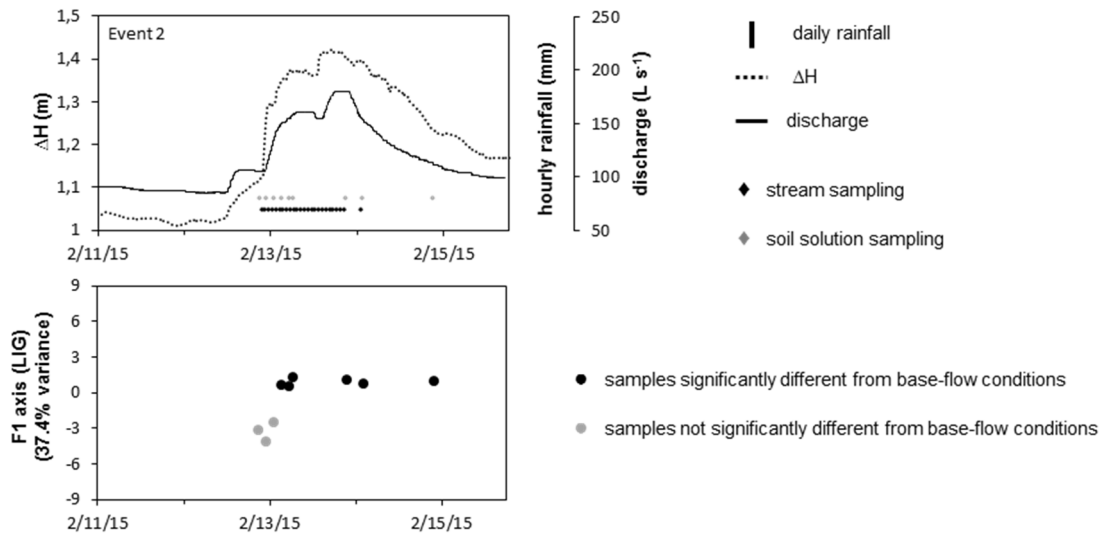 Event 2
1,5
1,4
1,3
1,2
1,1
1
ΔH (m)
2/11/15
2/13/15
2/15/15
250
200
150
100
50
hourly rainfall (mm)
discharge (L s⁻¹)
daily rainfall
ΔH
discharge
stream sampling
soil solution sampling
9
6
3
0
-3
-6
-9
F1 axis (LIG)
(37.4% variance)
2/11/15
2/13/15
2/15/15
samples significantly different from base-flow conditions
samples not significantly different from base-flow conditions